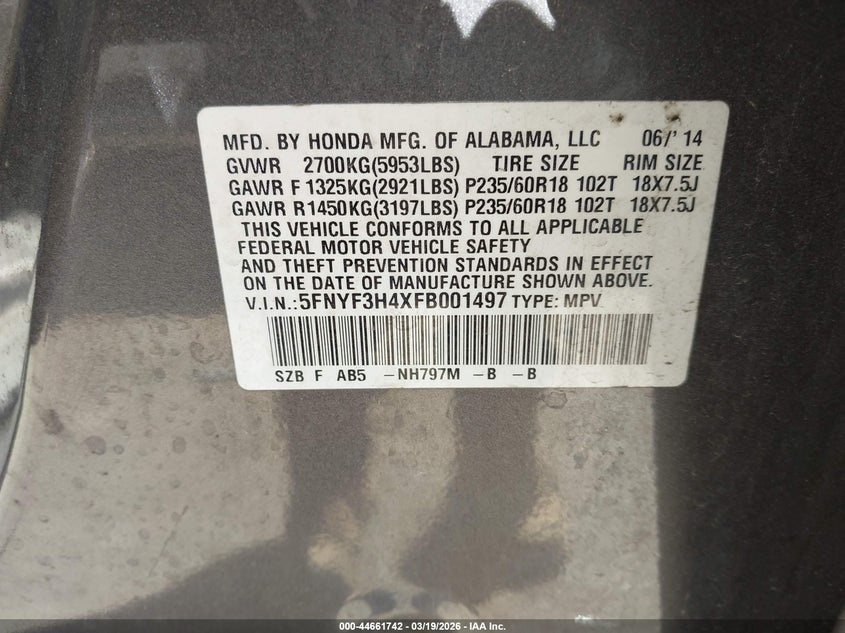 MFD. BY HONDA MFG. OF ALABAMA, LLC 06/' 14
GVWR 2700KG(5953LBS) TIRE SIZE RIM SIZE
GAWR F 1325KG(2921LBS) P235/60R18 102T 18X7.5J
GAWR R1450KG(3197LBS) P235/60R18 102T 18X7.5J
THIS VEHICLE CONFORMS TO ALL APPLICABLE
FEDERAL MOTOR VEHICLE SAFETY
AND THEFT PREVENTION STANDARDS IN EFFECT
ON THE DATE OF MANUFACTURE SHOWN ABOVE.
V.I.N.:5FNYF3H4XFB001497 TYPE: MPV
SZB F AB5 -NH797M -B -B
000-44661742 - 03/19/2026 - IAA Inc.